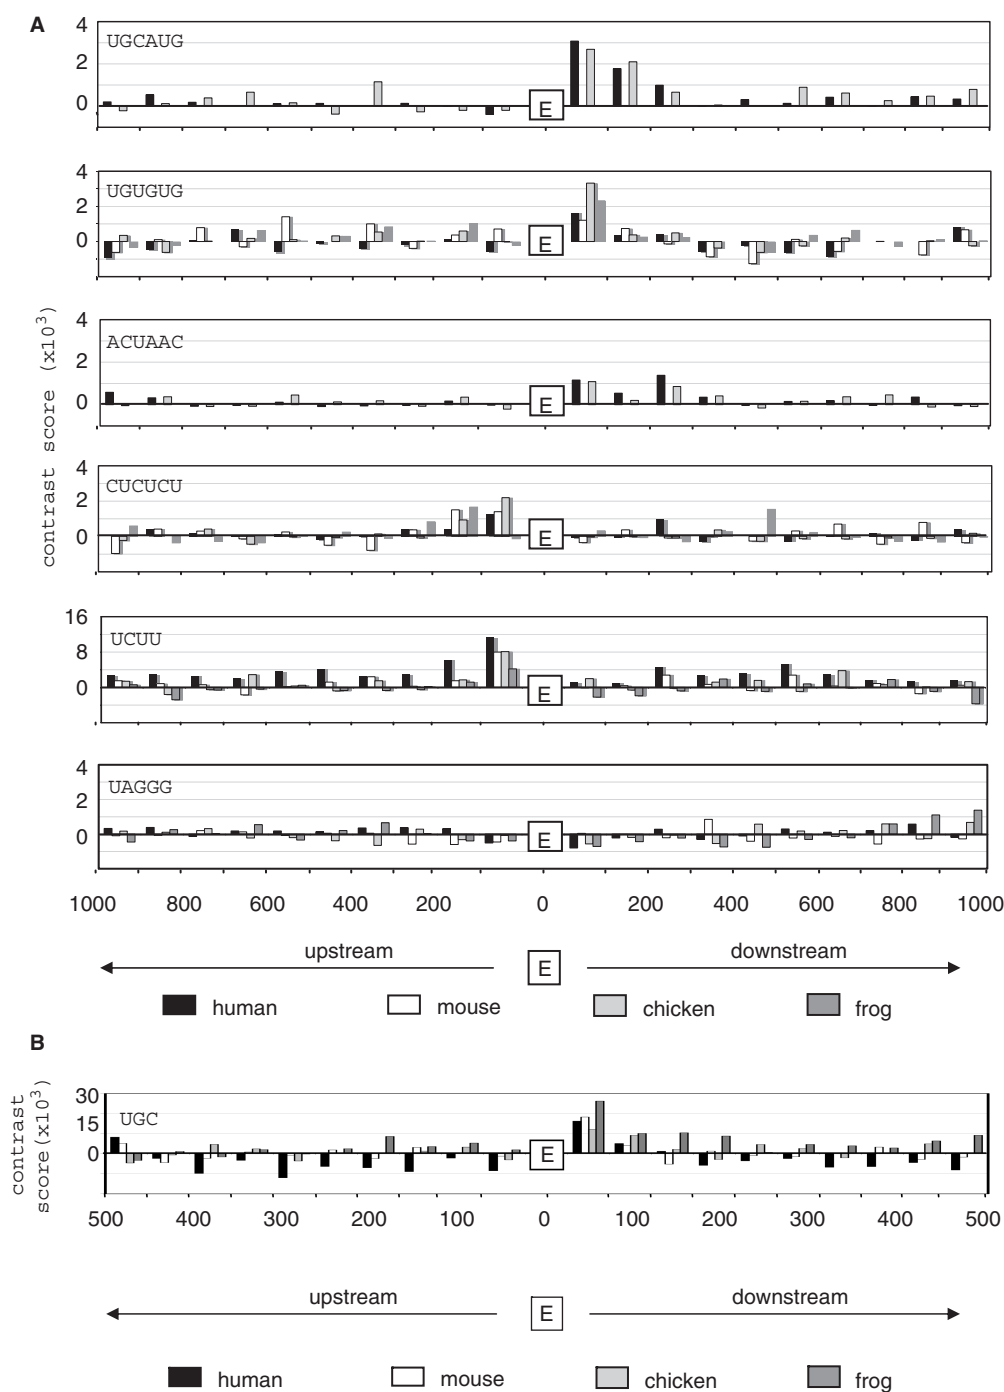 A
4
2
0
UGCAUG
E
4
2
0
UGUGUG
E
contrast score (x10³)
4
2
0
ACUAAC
E
4
2
0
CUCUCU
E
16
8
0
UCUU
E
4
2
0
UAGGG
E
1000 800 600 400 200 0 200 400 600 800 1000
upstream E downstream
human mouse chicken frog
B
contrast
score(x10³)
30
15
0
UGC
E
500 400 300 200 100 0 100 200 300 400 500
upstream E downstream
human mouse chicken frog